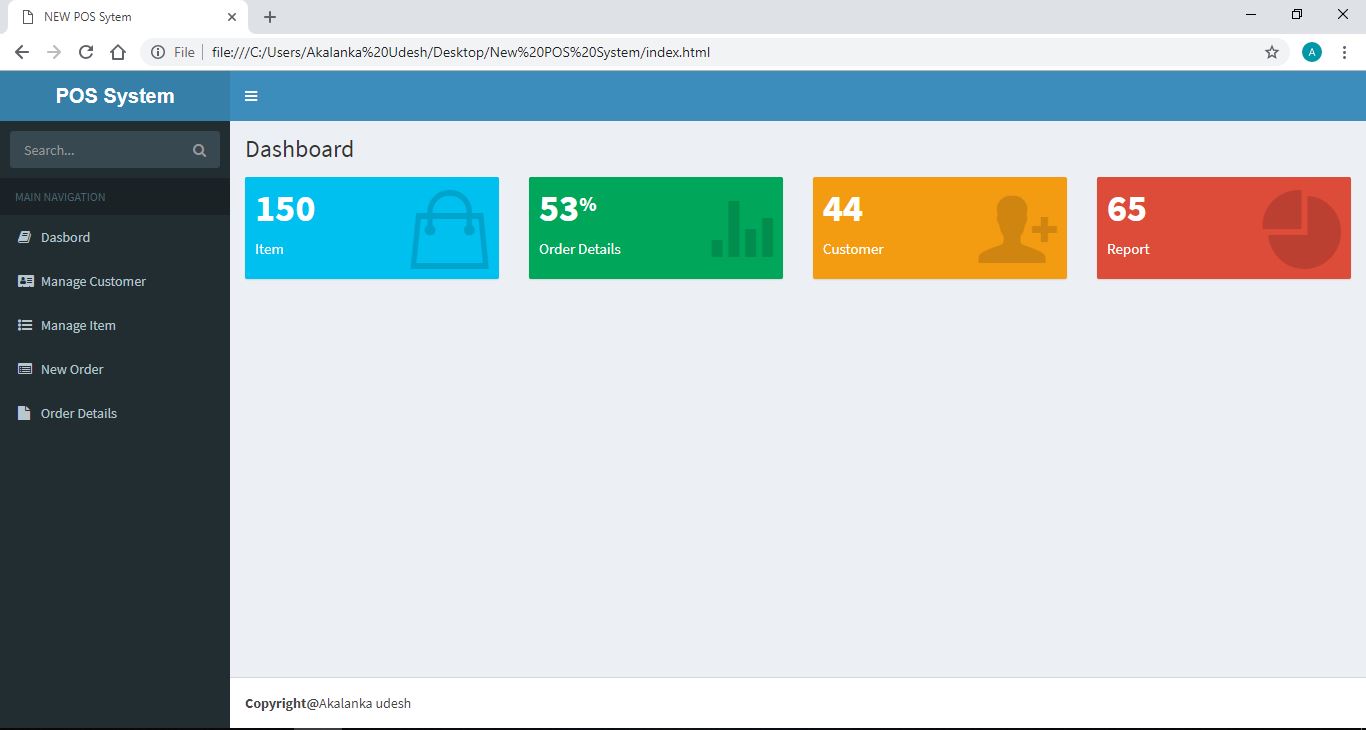 NEW POS Sytem
File
file:///C:/Users/Akalanka%20Udesh/Desktop/New%20POS%20System/index.html
A
POS System
Search...
MAIN NAVIGATION
Dasbord
Manage Customer
Manage Item
New Order
Order Details
Dashboard
150
Item
53%
Order Details
44
Customer
65
Report
Copyright@Akalanka udesh